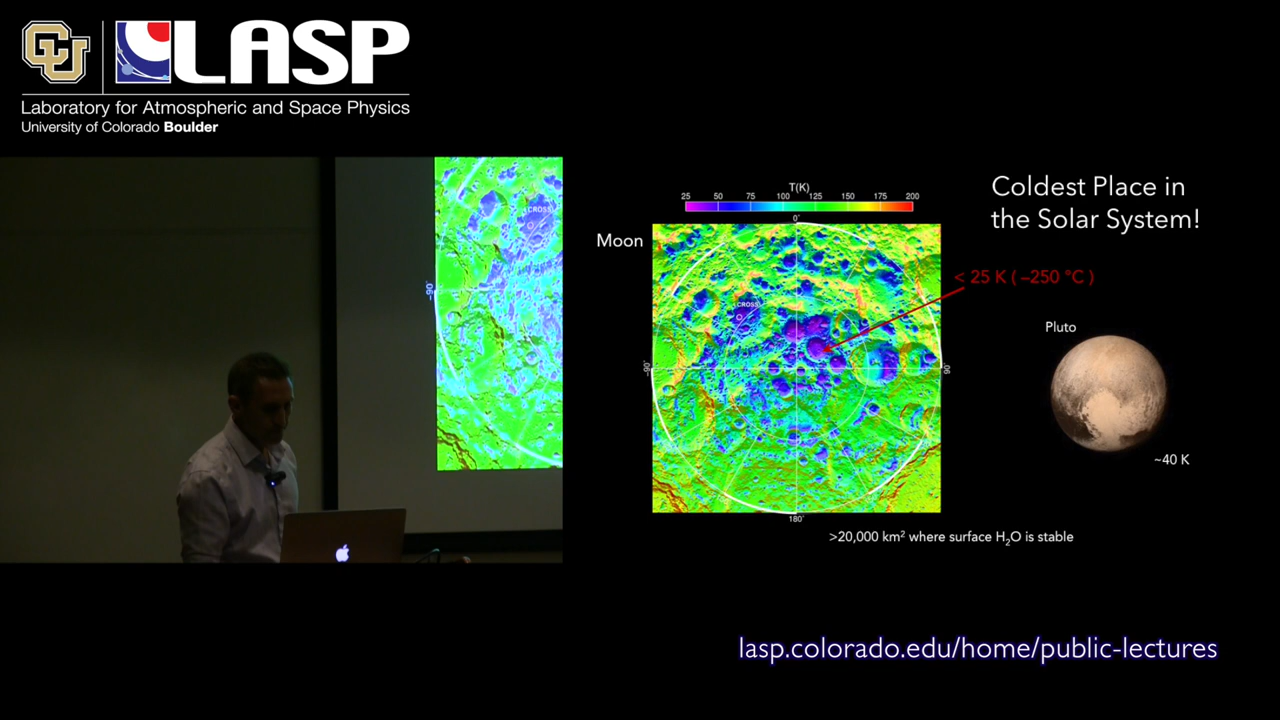 CU
LASP
Laboratory for Atmospheric and Space Physics
University of Colorado Boulder
CROSS
-90°
T(K)
25 50 75 100 125 150 175 200
0°
Moon
CROSS
-90°
90°
180°
Coldest Place in
the Solar System!
< 25 K ( –250 °C )
Pluto
~40 K
>20,000 km² where surface H₂O is stable
lasp.colorado.edu/home/public-lectures